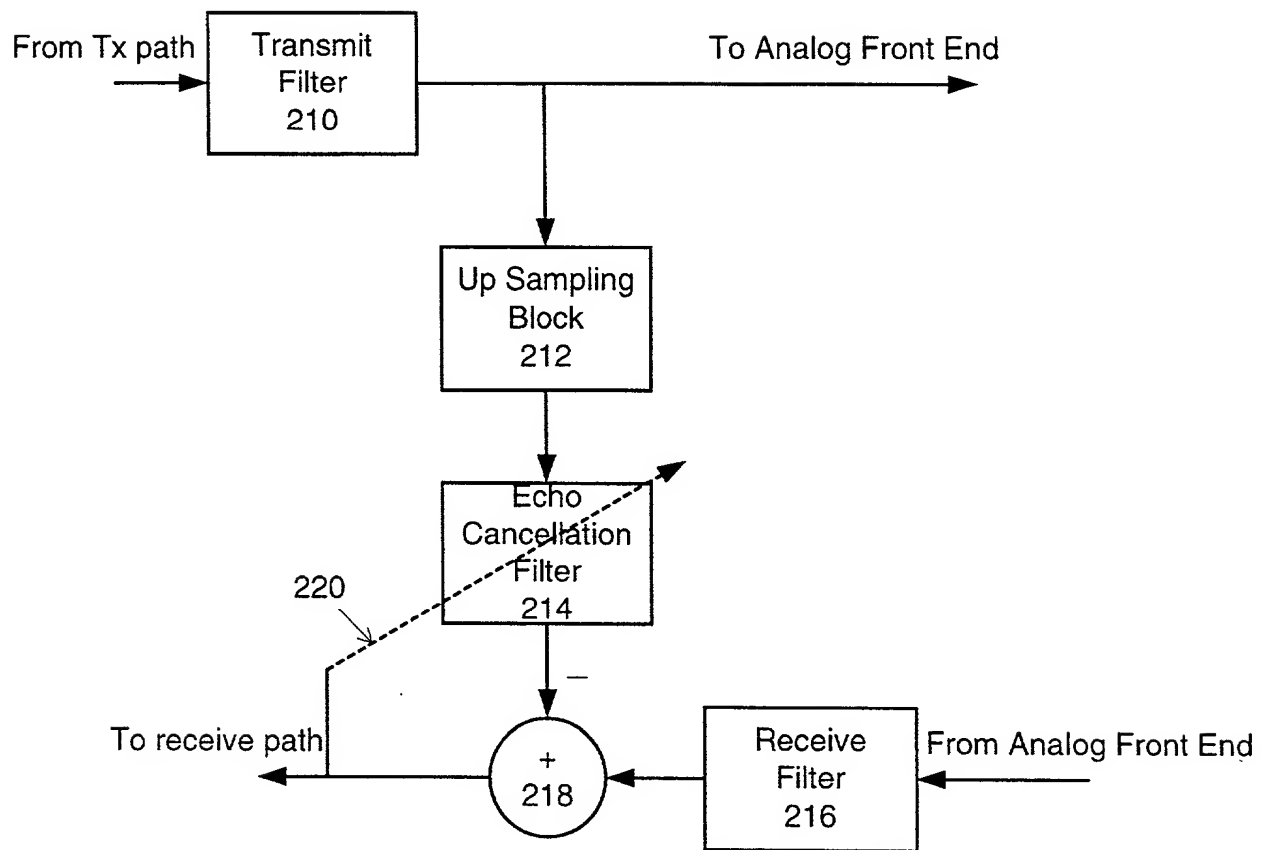 From Tx path
Transmit
Filter
210
To Analog Front End
Up Sampling
Block
212
Echo
Cancellation
Filter
214
220
—
To receive path
+
218
Receive
Filter
216
From Analog Front End